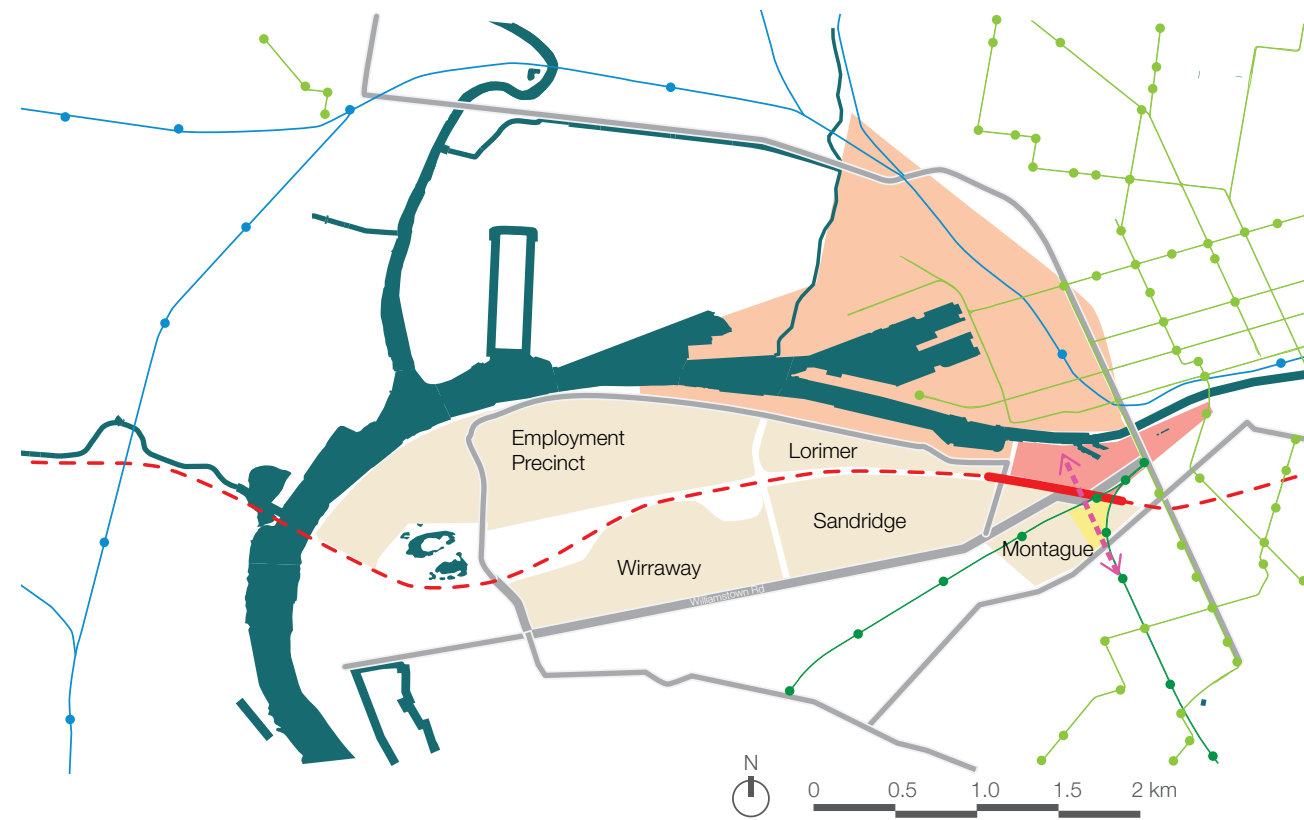 Employment
Precinct
Lorimer
Sandridge
Montague
Wirraway
Williamstown Rd
N
0 0.5 1.0 1.5 2 km